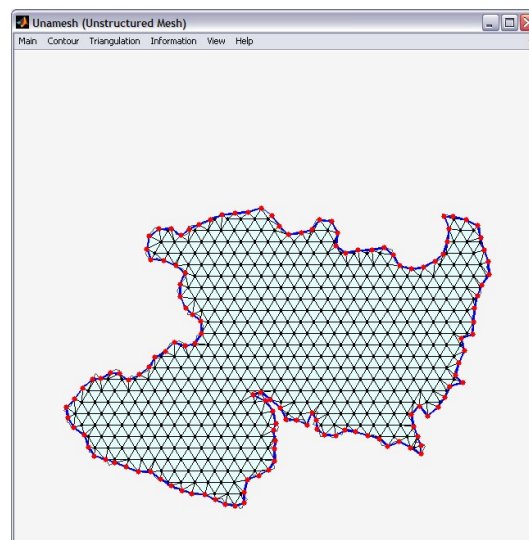 Unamesh (Unstructured Mesh)
Main Contour Triangulation Information View Help